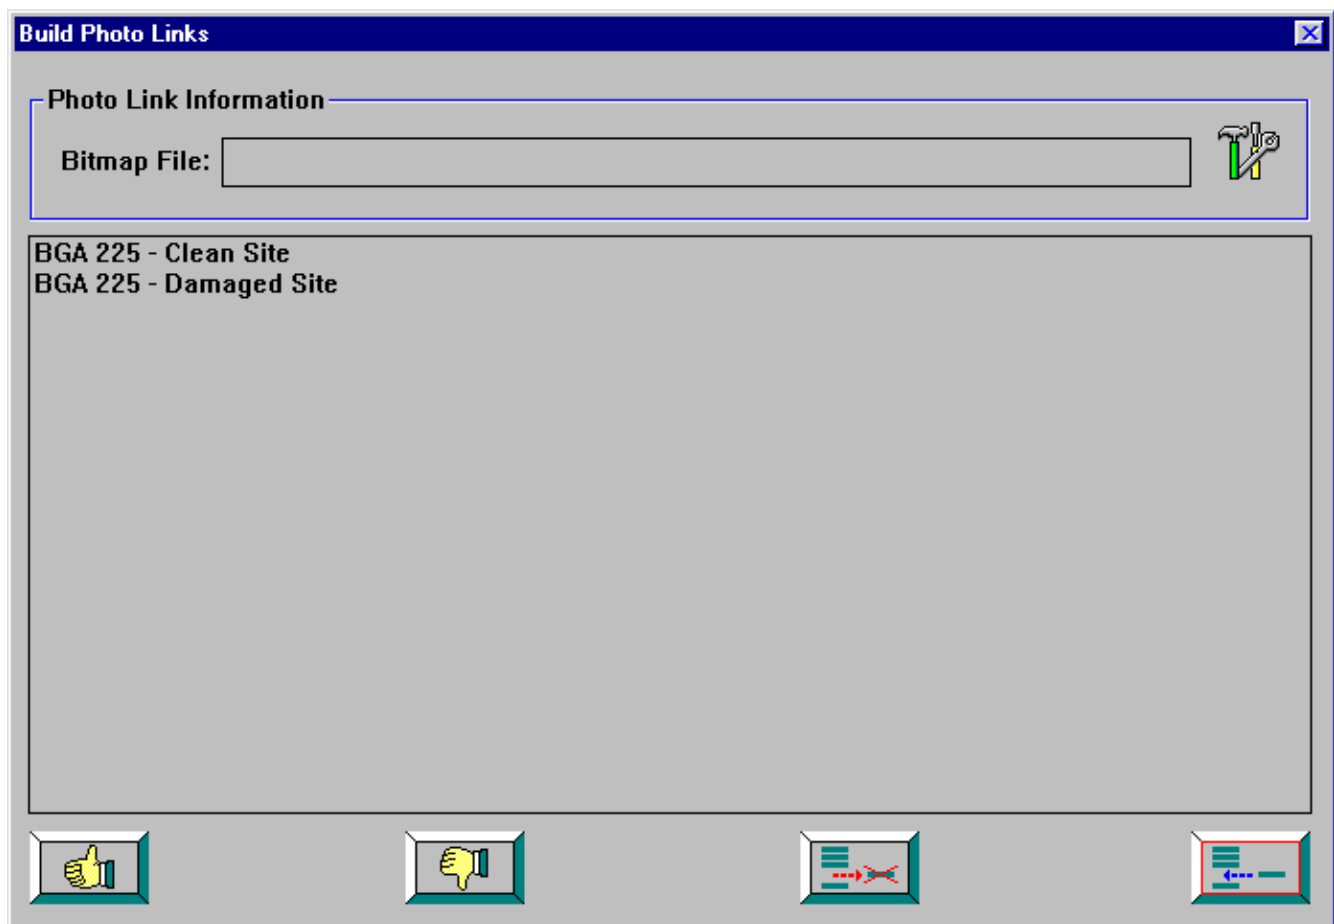 Build Photo Links
Photo Link Information
Bitmap File:
BGA 225 - Clean Site
BGA 225 - Damaged Site